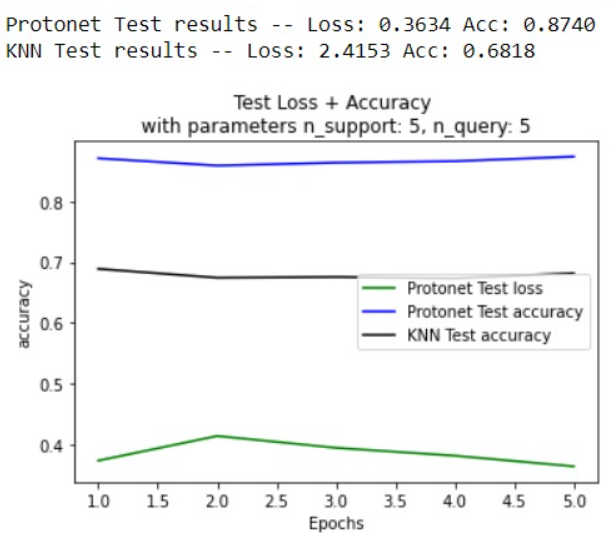 Protonet Test results -- Loss: 0.3634 Acc: 0.8740
KNN Test results -- Loss: 2.4153 Acc: 0.6818
Test Loss + Accuracy
with parameters n_support: 5, n_query: 5
accuracy
0.8
0.7
0.6
0.5
0.4
Protonet Test loss
Protonet Test accuracy
KNN Test accuracy
1.0 1.5 2.0 2.5 3.0 3.5 4.0 4.5 5.0
Epochs